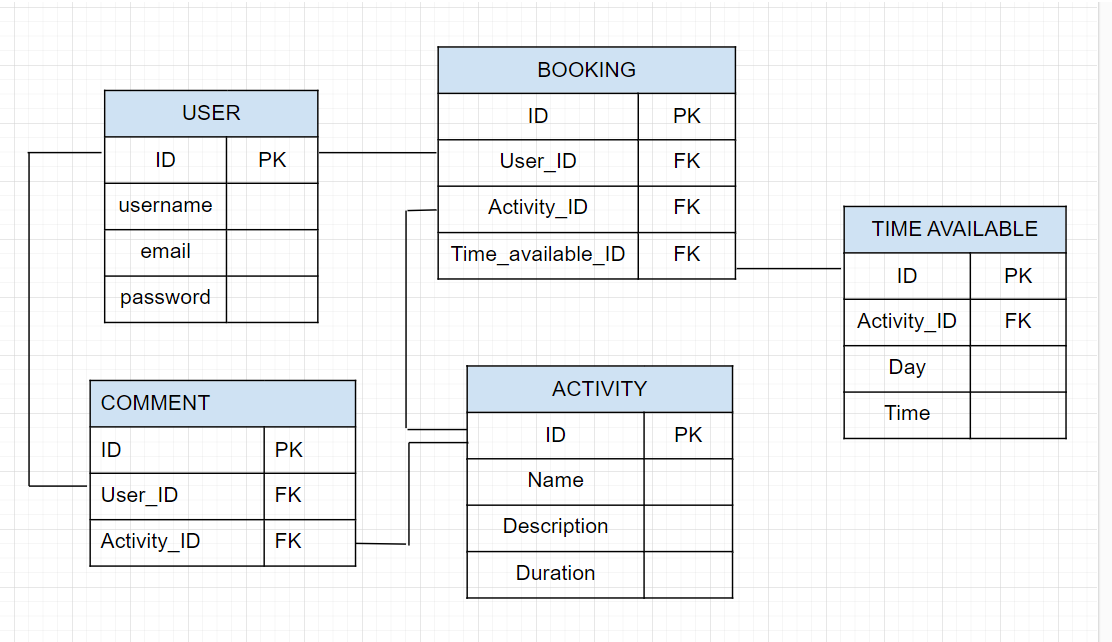 USER
ID PK
username
email
password
BOOKING
ID PK
User_ID FK
Activity_ID FK
Time_available_ID FK
TIME AVAILABLE
ID PK
Activity_ID FK
Day
Time
COMMENT
ID PK
User_ID FK
Activity_ID FK
ACTIVITY
ID PK
Name
Description
Duration